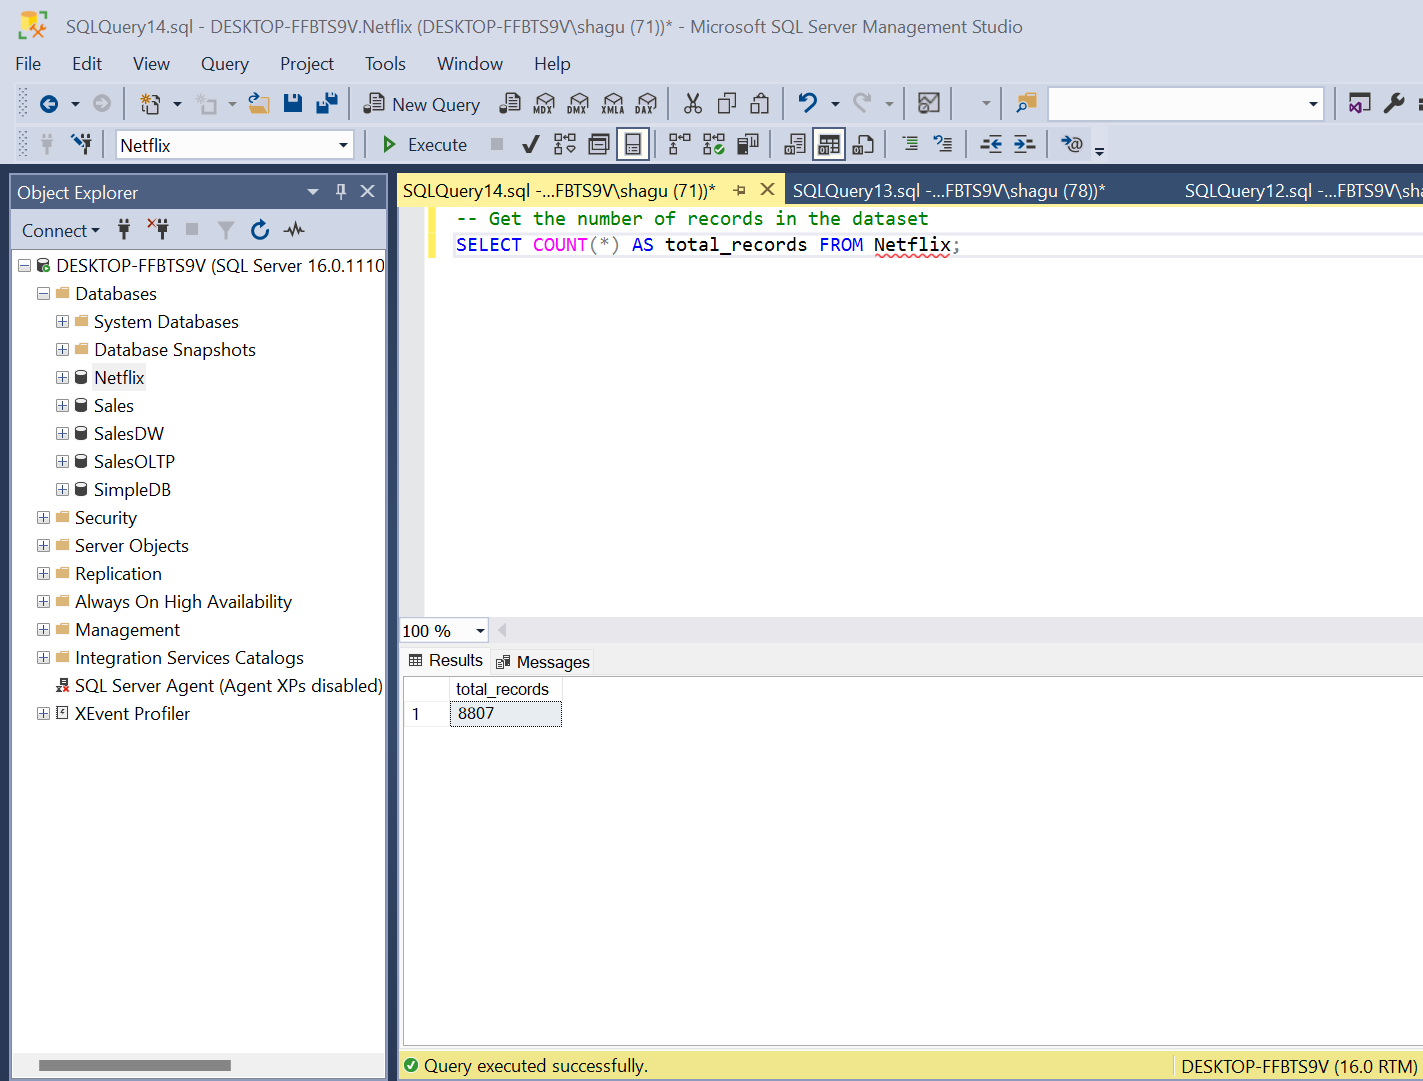 SQLQuery14.sql - DESKTOP-FFBTS9V.Netflix (DESKTOP-FFBTS9V\shagu (71))* - Microsoft SQL Server Management Studio
File Edit View Query Project Tools Window Help
New Query MDX DMX XMLA DAX
Netflix Execute
Object Explorer
Connect
DESKTOP-FFBTS9V (SQL Server 16.0.1110
Databases
System Databases
Database Snapshots
Netflix
Sales
SalesDW
SalesOLTP
SimpleDB
Security
Server Objects
Replication
Always On High Availability
Management
Integration Services Catalogs
SQL Server Agent (Agent XPs disabled)
XEvent Profiler
SQLQuery14.sql -...FBTS9V\shagu (71))* SQLQuery13.sql -...FBTS9V\shagu (78))* SQLQuery12.sql -...FBTS9V\sha
-- Get the number of records in the dataset
SELECT COUNT(*) AS total_records FROM Netflix;
100 %
Results Messages
total_records
1 8807
Query executed successfully. DESKTOP-FFBTS9V (16.0 RTM)